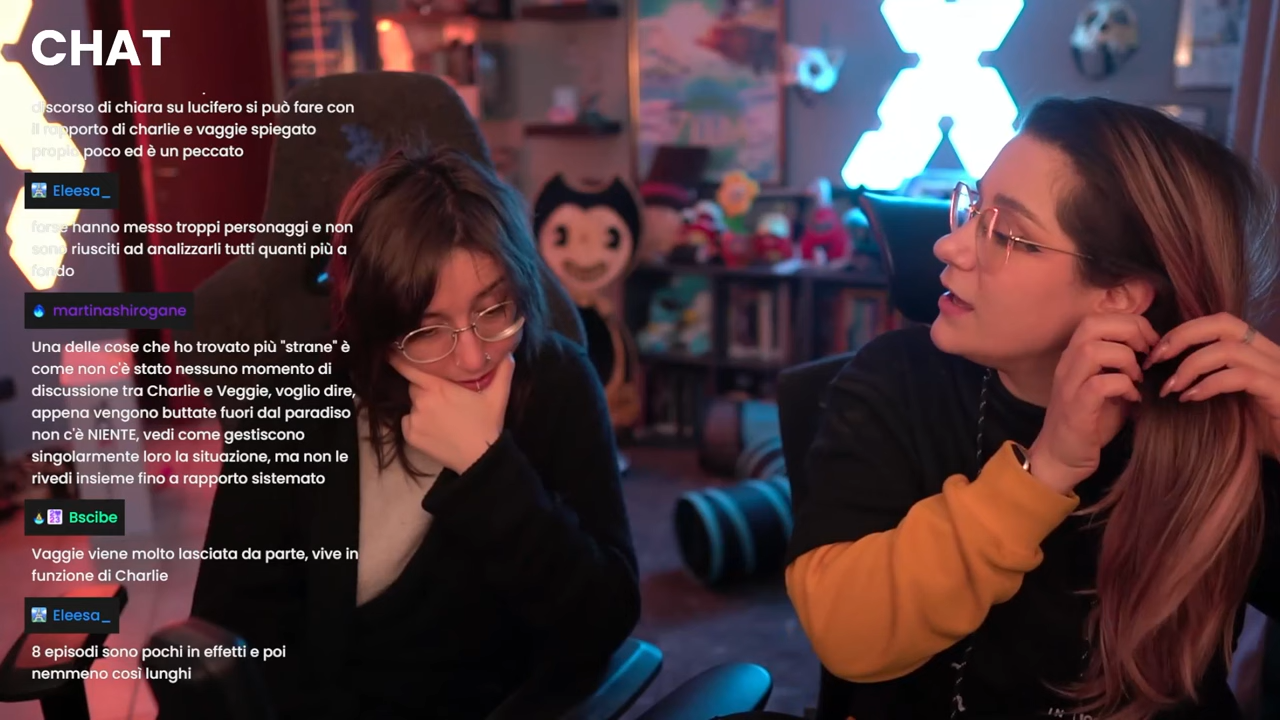 CHAT
discorso di chiara su lucifero si può fare con
il rapporto di charlie e vaggie spiegato
propio poco ed è un peccato
Eleesa_
forse hanno messo troppi personaggi e non
sono riusciti ad analizzarli tutti quanti più a
fondo
martinashirogane
Una delle cose che ho trovato più "strane" è
come non c'è stato nessuno momento di
discussione tra Charlie e Veggie, voglio dire,
appena vengono buttate fuori dal paradiso
non c'è NIENTE, vedi come gestiscono
singolarmente loro la situazione, ma non le
rivedi insieme fino a rapporto sistemato
Bscibe
Vaggie viene molto lasciata da parte, vive in
funzione di Charlie
Eleesa_
8 episodi sono pochi in effetti e poi
nemmeno così lunghi